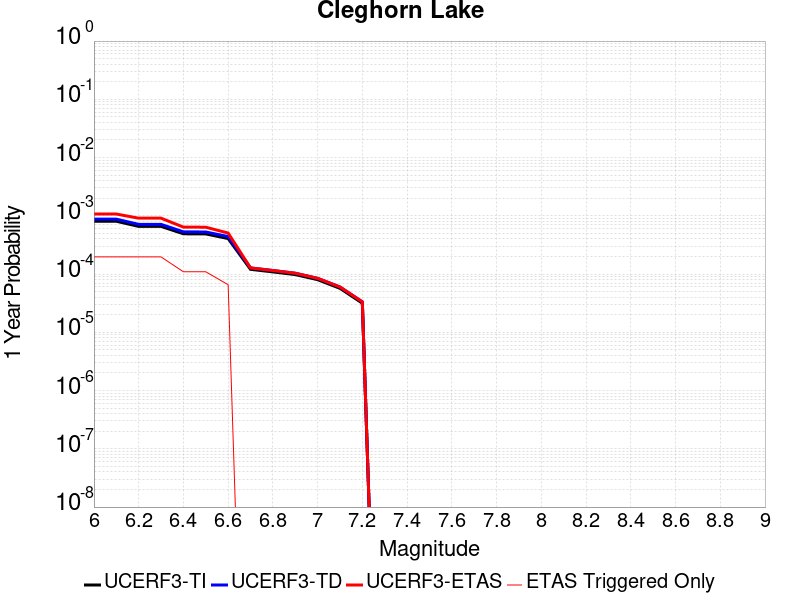 Cleghorn Lake
10^0
10^-1
10^-2
10^-3
10^-4
10^-5
10^-6
10^-7
10^-8
1 Year Probability
6 6.2 6.4 6.6 6.8 7 7.2 7.4 7.6 7.8 8 8.2 8.4 8.6 8.8 9
Magnitude
UCERF3-TI UCERF3-TD UCERF3-ETAS ETAS Triggered Only